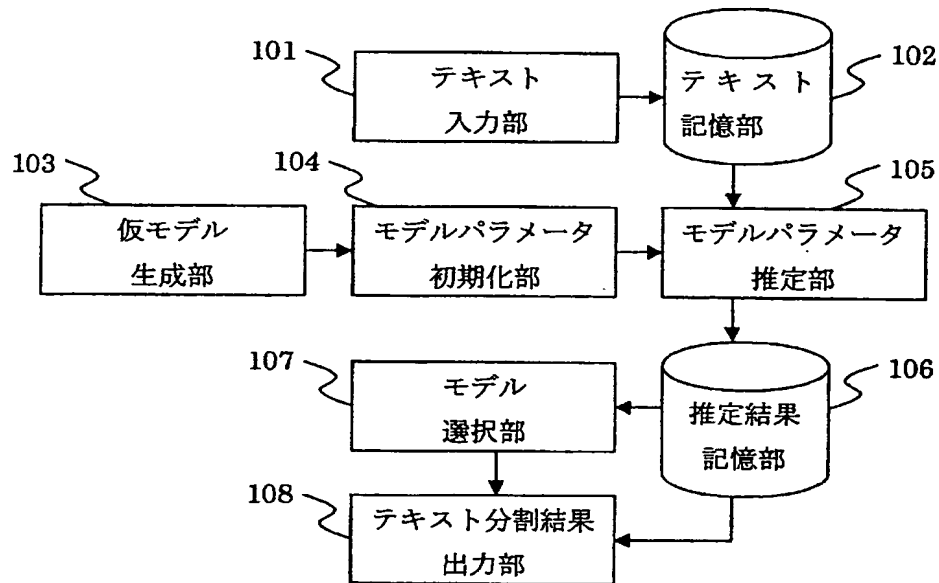 101
テキスト
入力部
テキスト
記憶部
102
103
仮モデル
生成部
104
モデルパラメータ
初期化部
105
モデルパラメータ
推定部
107
モデル
選択部
推定結果
記憶部
106
108
テキスト分割結果
出力部